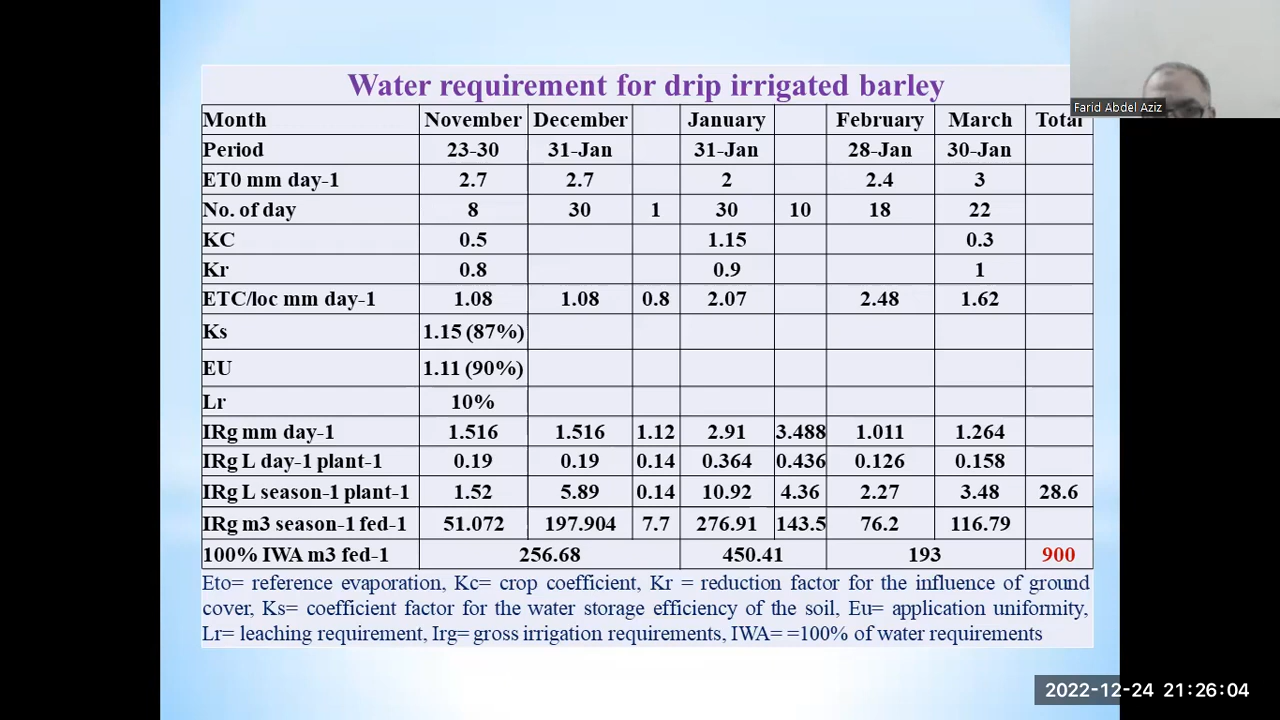 Water requirement for drip irrigated barley
Farid Abdel Aziz
Month November December January February March Total
Period 23-30 31-Jan 31-Jan 28-Jan 30-Jan
ET0 mm day-1 2.7 2.7 2 2.4 3
No. of day 8 30 1 30 10 18 22
KC 0.5 1.15 0.3
Kr 0.8 0.9 1
ETC/loc mm day-1 1.08 1.08 0.8 2.07 2.48 1.62
Ks 1.15 (87%)
EU 1.11 (90%)
Lr 10%
IRg mm day-1 1.516 1.516 1.12 2.91 3.488 1.011 1.264
IRg L day-1 plant-1 0.19 0.19 0.14 0.364 0.436 0.126 0.158
IRg L season-1 plant-1 1.52 5.89 0.14 10.92 4.36 2.27 3.48 28.6
IRg m3 season-1 fed-1 51.072 197.904 7.7 276.91 143.5 76.2 116.79
100% IWA m3 fed-1 256.68 450.41 193 900
Eto= reference evaporation, Kc= crop coefficient, Kr = reduction factor for the influence of ground
cover, Ks= coefficient factor for the water storage efficiency of the soil, Eu= application uniformity,
Lr= leaching requirement, Irg= gross irrigation requirements, IWA= =100% of water requirements
2022-12-24 21:26:04